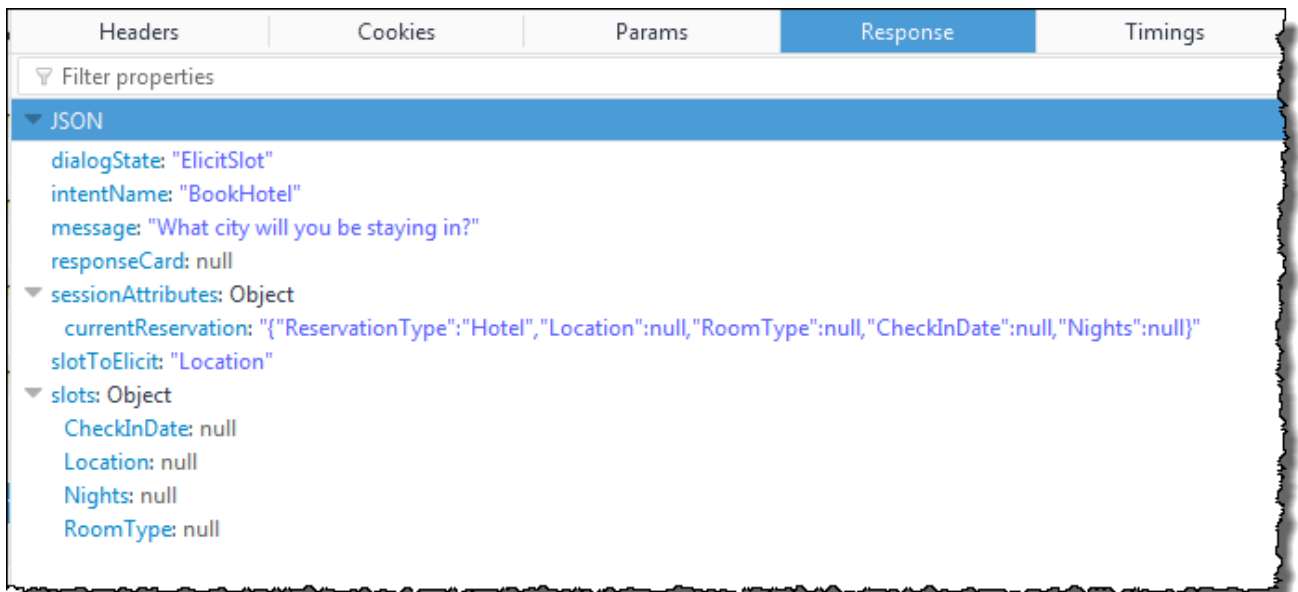 Headers Cookies Params Response Timings
Filter properties
JSON
dialogState: "ElicitSlot"
intentName: "BookHotel"
message: "What city will you be staying in?"
responseCard: null
sessionAttributes: Object
currentReservation: "{"ReservationType":"Hotel","Location":null,"RoomType":null,"CheckInDate":null,"Nights":null}"
slotToElicit: "Location"
slots: Object
CheckInDate: null
Location: null
Nights: null
RoomType: null